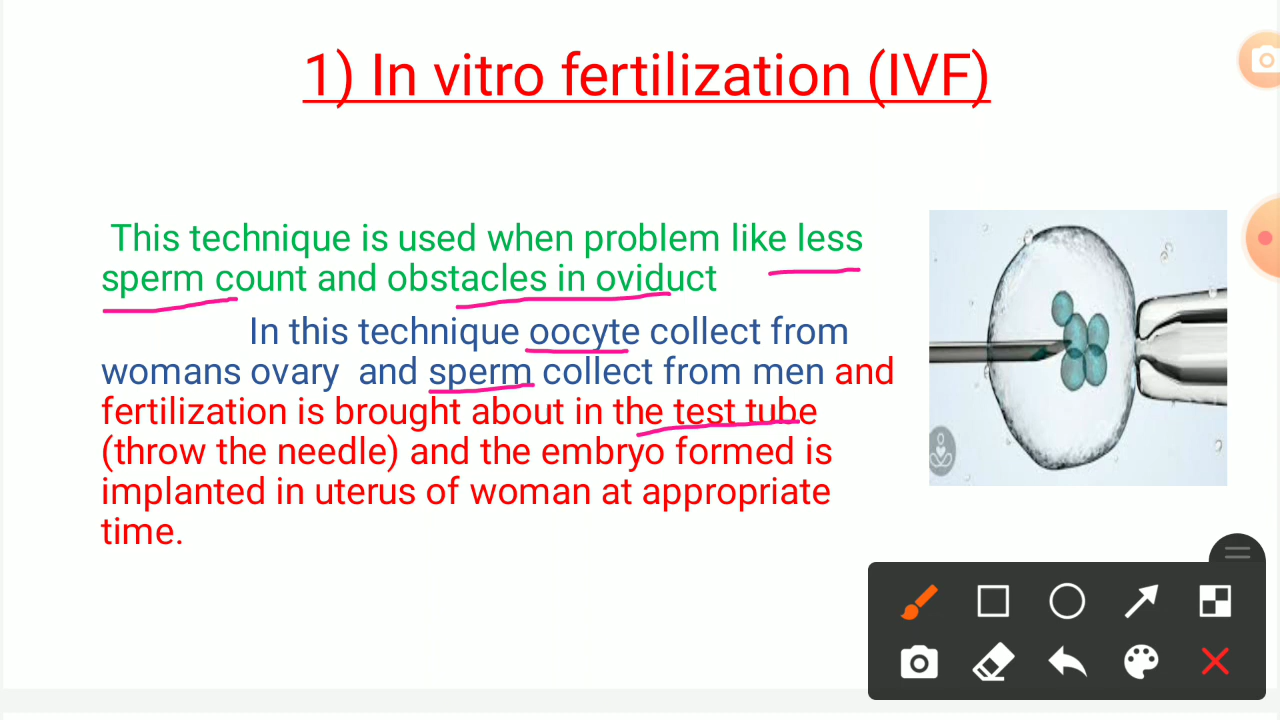 1) In vitro fertilization (IVF)
This technique is used when problem like less
sperm count and obstacles in oviduct
In this technique oocyte collect from
womans ovary and sperm collect from men and
fertilization is brought about in the test tube
(throw the needle) and the embryo formed is
implanted in uterus of woman at appropriate
time.